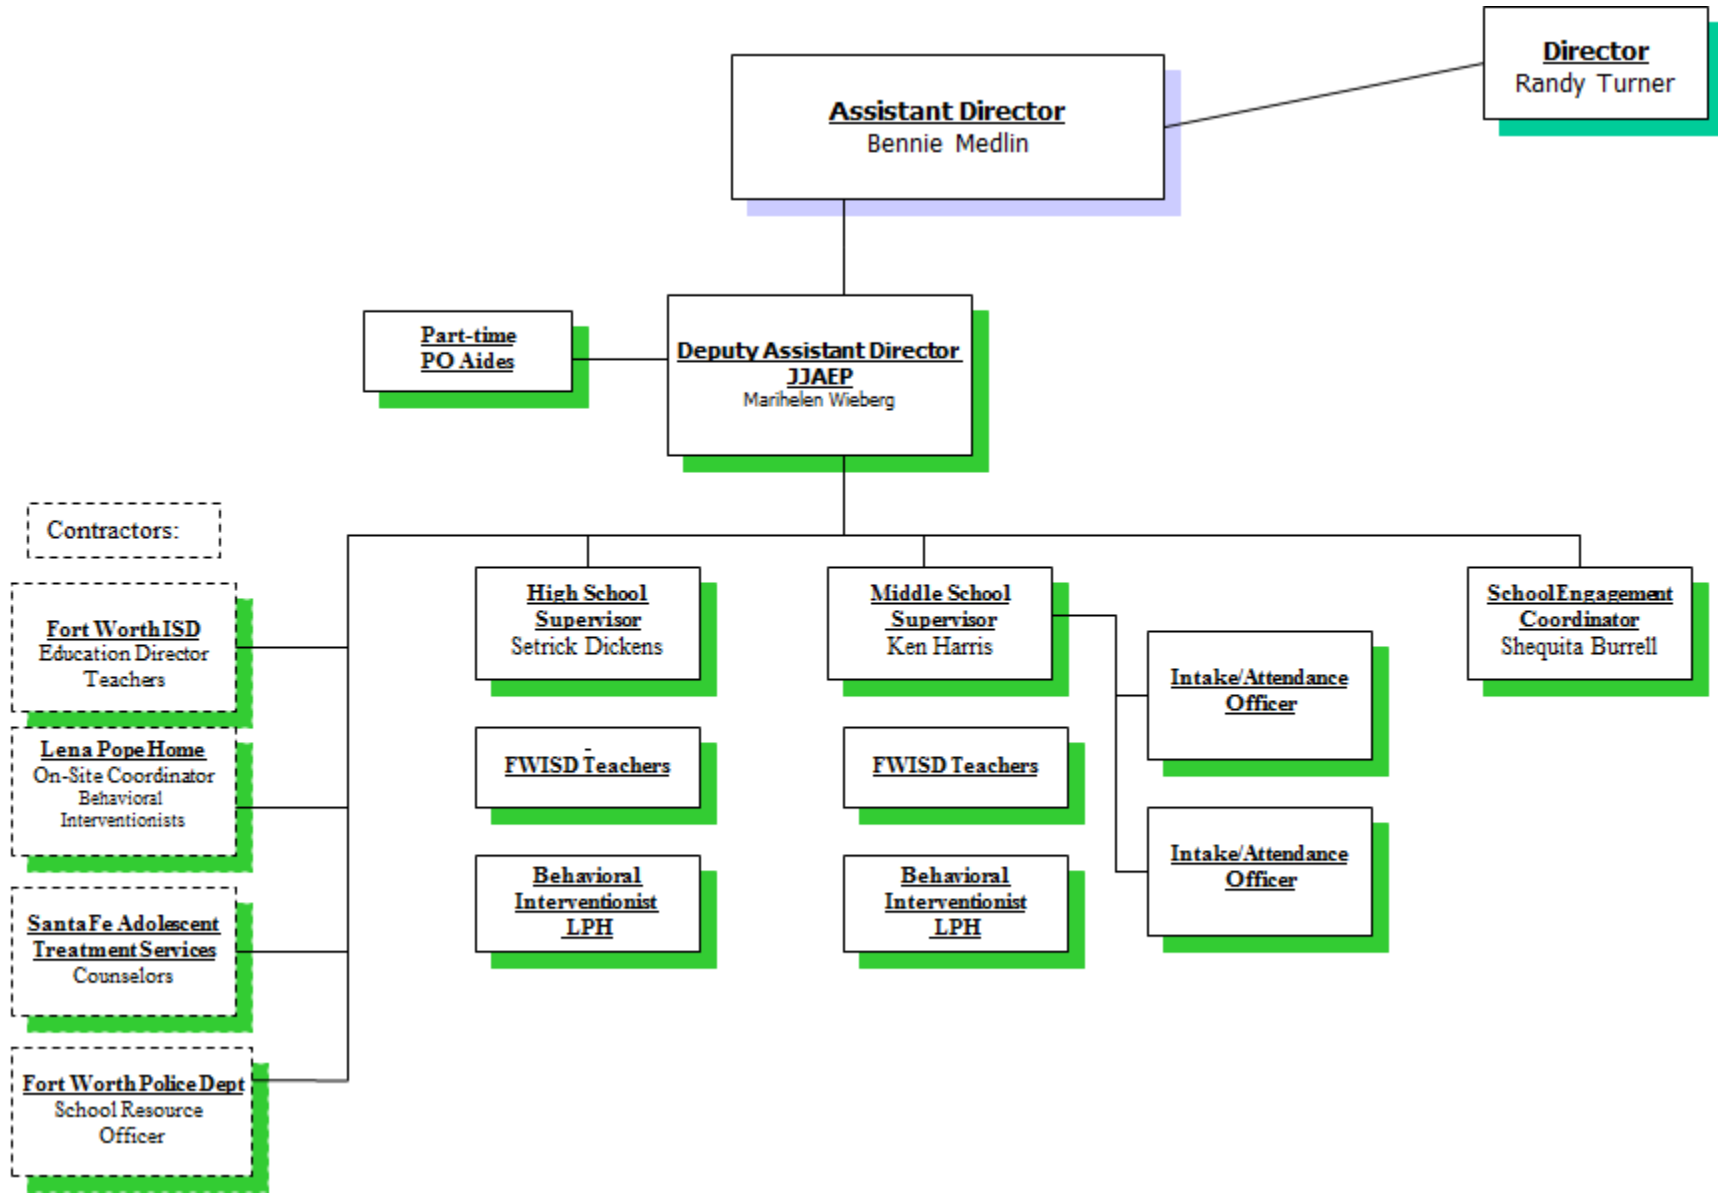 Director
Randy Turner
Assistant Director
Bennie Medlin
Part-time
PO Aides
Deputy Assistant Director
JJAEP
Marihelen Wieberg
Contractors:
Fort Worth ISD
Education Director
Teachers
Lena Pope Home
On-Site Coordinator
Behavioral
Interventionists
Santa Fe Adolescent
Treatment Services
Counselors
Fort Worth Police Dept
School Resource
Officer
High School
Supervisor
Setrick Dickens
FWISD Teachers
Behavioral
Interventionist
LPH
Middle School
Supervisor
Ken Harris
FWISD Teachers
Behavioral
Interventionist
LPH
Intake/Attendance
Officer
Intake/Attendance
Officer
School Engagement
Coordinator
Shequita Burrell